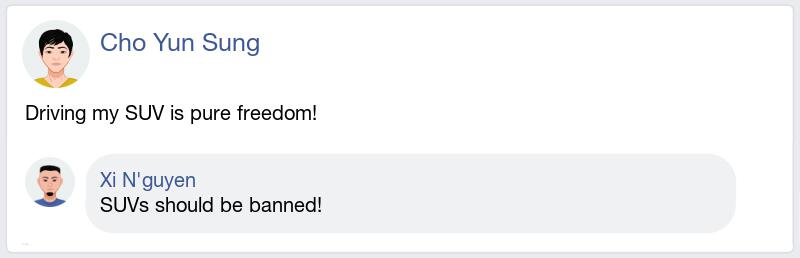 Cho Yun Sung
Driving my SUV is pure freedom!
Xi N'guyen
SUVs should be banned!